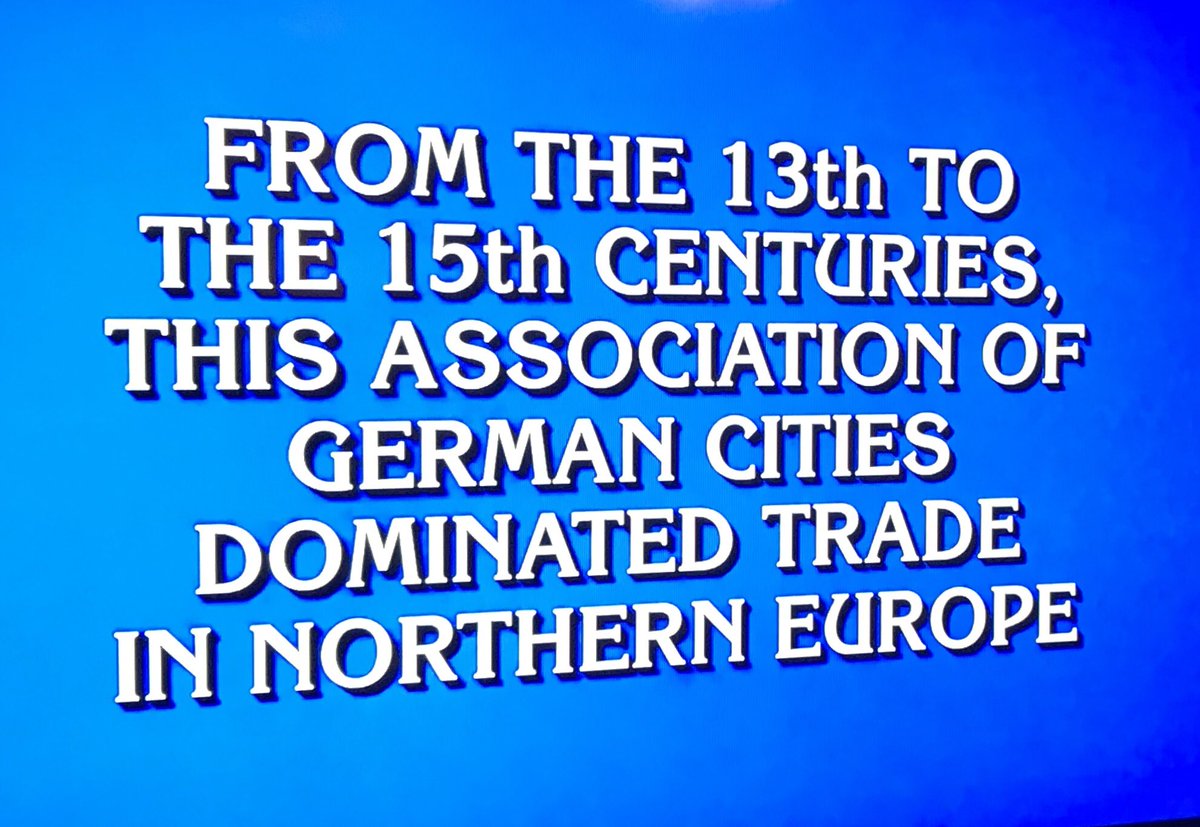 FROM THE 13th TO
THE 15th CENTURIES,
THIS ASSOCIATION OF
GERMAN CITIES
DOMINATED TRADE
IN NORTHERN EUROPE